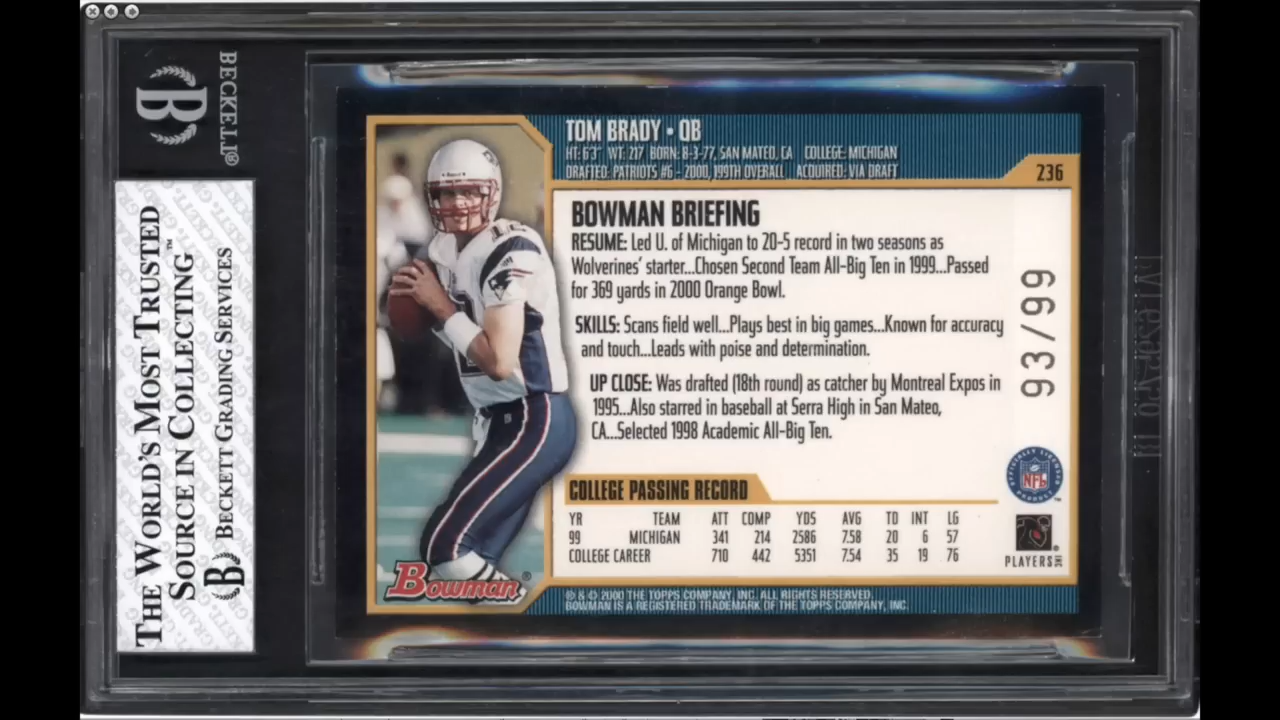 BECKETT®
B
THE WORLD'S MOST TRUSTED
SOURCE IN COLLECTING™
B BECKETT GRADING SERVICES
TOM BRADY • QB
HT: 6'3" WT: 217 BORN: 8-3-77, SAN MATEO, CA COLLEGE: MICHIGAN
DRAFTED: PATRIOTS #6 - 2000, 199TH OVERALL ACQUIRED: VIA DRAFT
236
BOWMAN BRIEFING
RESUME: Led U. of Michigan to 20-5 record in two seasons as
Wolverines' starter...Chosen Second Team All-Big Ten in 1999...Passed
for 369 yards in 2000 Orange Bowl.
SKILLS: Scans field well...Plays best in big games...Known for accuracy
and touch...Leads with poise and determination.
UP CLOSE: Was drafted (18th round) as catcher by Montreal Expos in
1995...Also starred in baseball at Serra High in San Mateo,
CA...Selected 1998 Academic All-Big Ten.
93/99
OFFICIALLY LICENSED
NFL
PRODUCT
PLAYERS INC
COLLEGE PASSING RECORD
YR TEAM ATT COMP YDS AVG TD INT LG
99 MICHIGAN 341 214 2586 7.58 20 6 57
COLLEGE CAREER 710 442 5351 7.54 35 19 76
Bowman®
® & © 2000 THE TOPPS COMPANY, INC. ALL RIGHTS RESERVED.
BOWMAN IS A REGISTERED TRADEMARK OF THE TOPPS COMPANY, INC.